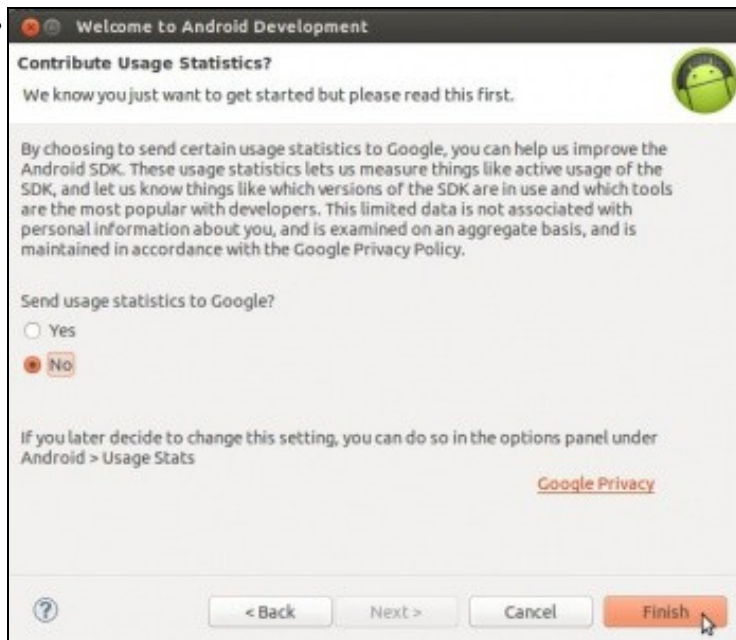 Welcome to Android Development
Contribute Usage Statistics?
We know you just want to get started but please read this first.
By choosing to send certain usage statistics to Google, you can help us improve the
Android SDK. These usage statistics lets us measure things like active usage of the
SDK, and let us know things like which versions of the SDK are in use and which tools
are the most popular with developers. This limited data is not associated with
personal information about you, and is examined on an aggregate basis, and is
maintained in accordance with the Google Privacy Policy.
Send usage statistics to Google?
Yes
No
If you later decide to change this setting, you can do so in the options panel under
Android > Usage Stats
Google Privacy
? < Back Next > Cancel Finish